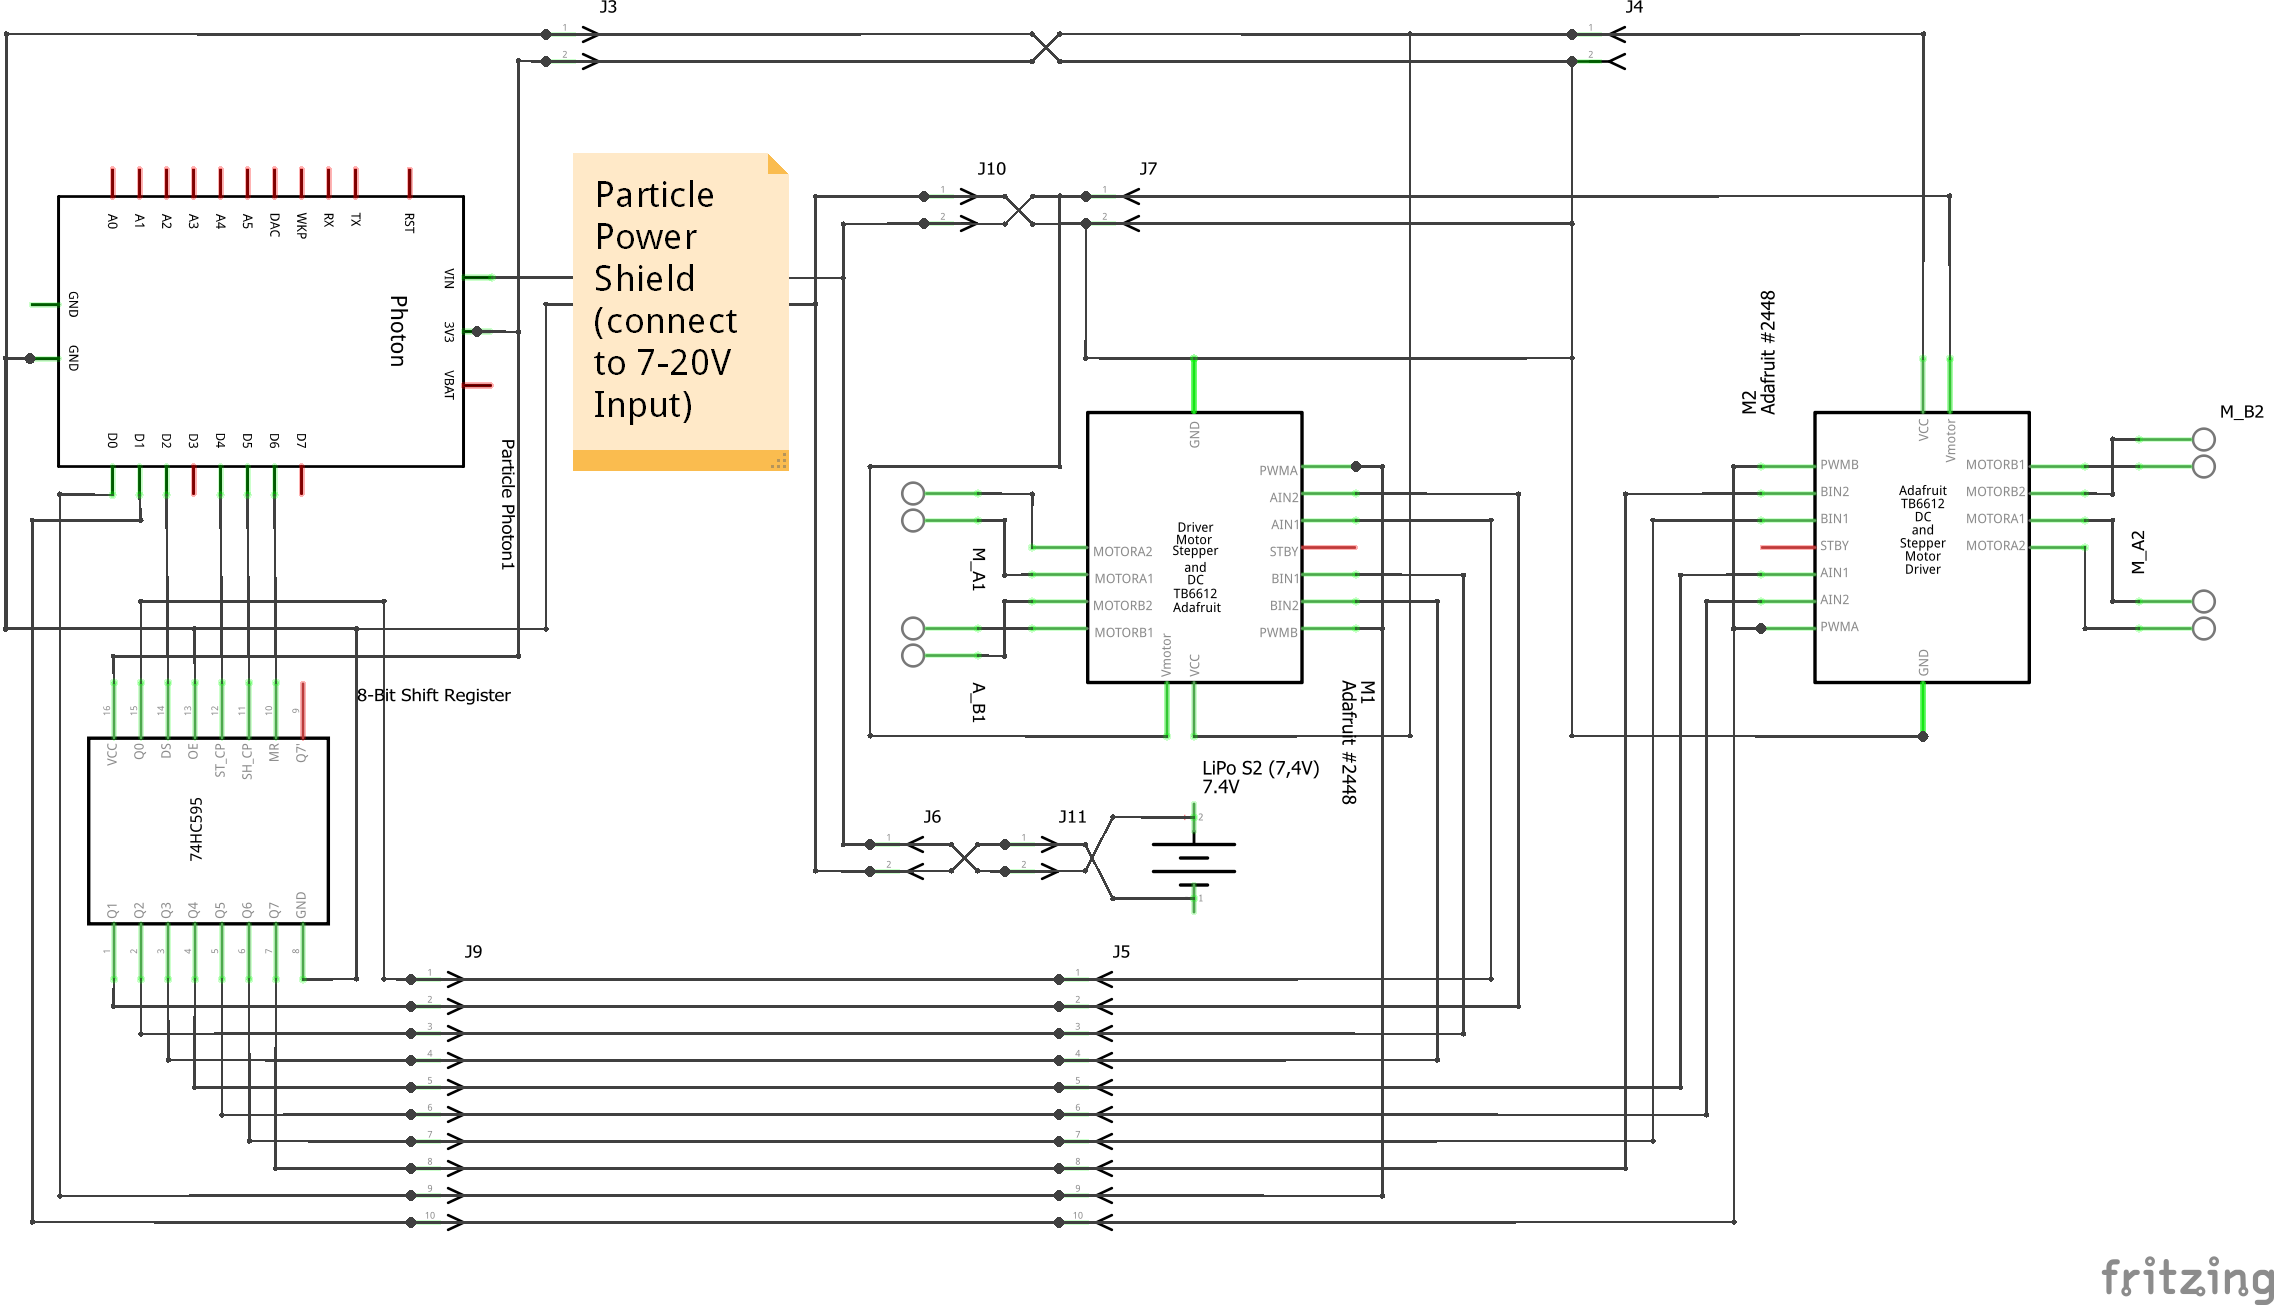 J3
J4
1
2
1
2
J10
J7
1
2
1
2
Particle
Power
Shield
(connect
to 7-20V
Input)
A0
A1
A2
A3
A4
A5
DAC
WKP
RX
TX
RST
VIN
3V3
VBAT
GND
GND
Photon
D0
D1
D2
D3
D4
D5
D6
D7
Particle Photon1
16
15
14
13
12
11
10
9
8-Bit Shift Register
VCC
Q0
DS
OE
ST_CP
SH_CP
MR
Q7'
74HC595
Q1
Q2
Q3
Q4
Q5
Q6
Q7
GND
1
2
3
4
5
6
7
8
M_A1
A_B1
GND
PWMA
AIN2
AIN1
STBY
BIN1
BIN2
PWMB
MOTORA2
MOTORA1
MOTORB2
MOTORB1
Driver
Motor
Stepper
and
DC
TB6612
Adafruit
Vmotor
VCC
M1
Adafruit #2448
M2
Adafruit #2448
VCC
Vmotor
PWMB
BIN2
BIN1
STBY
AIN1
AIN2
PWMA
MOTORB1
MOTORB2
MOTORA1
MOTORA2
Adafruit
TB6612
DC
and
Stepper
Motor
Driver
GND
M_B2
M_A2
LiPo S2 (7,4V)
7.4V
2
1
J6
J11
1
2
1
2
J9
J5
1
2
3
4
5
6
7
8
9
10
1
2
3
4
5
6
7
8
9
10
fritzing